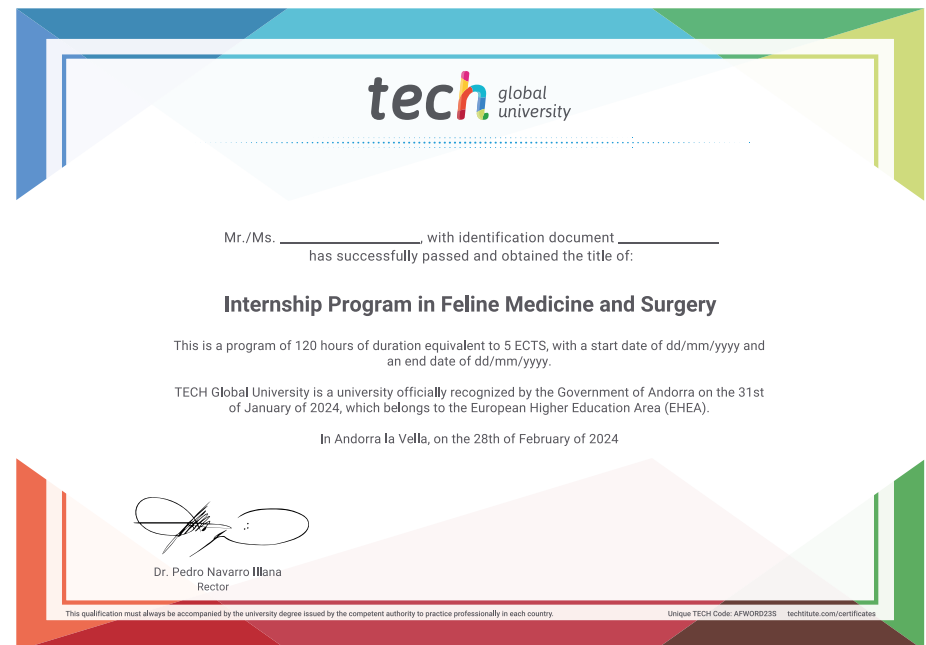 tech global
university
Mr./Ms. ____________, with identification document ____________
has successfully passed and obtained the title of:
Internship Program in Feline Medicine and Surgery
This is a program of 120 hours of duration equivalent to 5 ECTS, with a start date of dd/mm/yyyy and
an end date of dd/mm/yyyy.
TECH Global University is a university officially recognized by the Government of Andorra on the 31st
of January of 2024, which belongs to the European Higher Education Area (EHEA).
In Andorra la Vella, on the 28th of February of 2024
Dr. Pedro Navarro Illana
Rector
This qualification must always be accompanied by the university degree issued by the competent authority to practice professionally in each country. Unique TECH Code: AFWORD23S techtitute.com/certificates